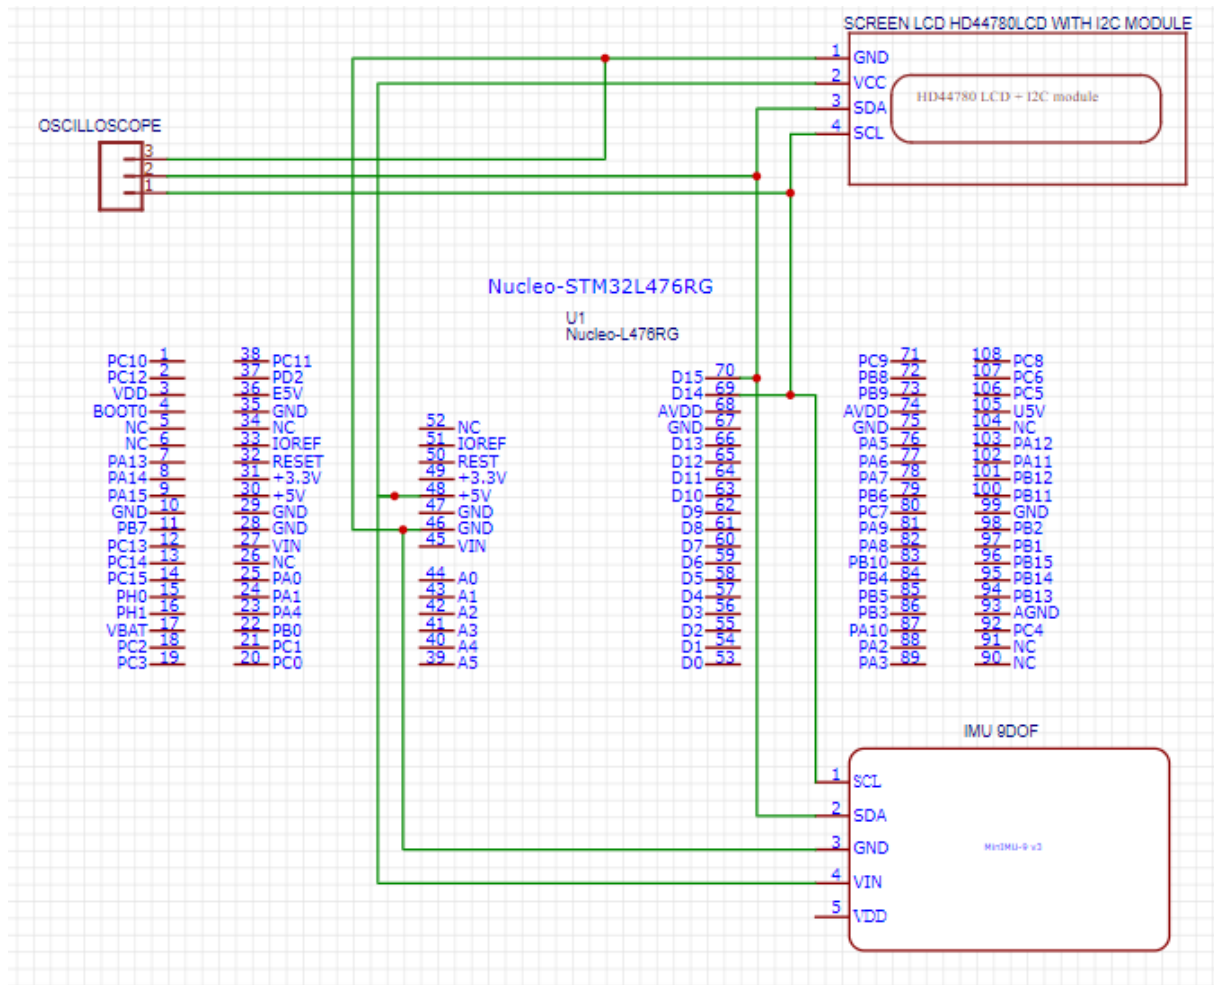 SCREEN LCD HD44780LCD WITH I2C MODULE
1 GND
2 VCC
3 SDA
4 SCL
HD44780 LCD + I2C module
OSCILLOSCOPE
3
2
1
Nucleo-STM32L476RG
U1
Nucleo-L476RG
PC10 1
PC12 2
VDD 3
BOOT0 4
NC 5
NC 6
PA13 7
PA14 8
PA15 9
GND 10
PB7 11
PC13 12
PC14 13
PC15 14
PH0 15
PH1 16
VBAT 17
PC2 18
PC3 19
38 PC11
37 PD2
36 E5V
35 GND
34 NC
33 IOREF
32 RESET
31 +3.3V
30 +5V
29 GND
28 GND
27 VIN
26 NC
25 PA0
24 PA1
23 PA4
22 PB0
21 PC1
20 PC0
52 NC
51 IOREF
50 REST
49 +3.3V
48 +5V
47 GND
46 GND
45 VIN
44 A0
43 A1
42 A2
41 A3
40 A4
39 A5
D15 70
D14 69
AVDD 68
GND 67
D13 66
D12 65
D11 64
D10 63
D9 62
D8 61
D7 60
D6 59
D5 58
D4 57
D3 56
D2 55
D1 54
D0 53
PC9 71
PB8 72
PB9 73
AVDD 74
GND 75
PA5 76
PA6 77
PA7 78
PB6 79
PC7 80
PA9 81
PA8 82
PB10 83
PB4 84
PB5 85
PB3 86
PA10 87
PA2 88
PA3 89
108 PC8
107 PC6
106 PC5
105 U5V
104 NC
103 PA12
102 PA11
101 PB12
100 PB11
99 GND
98 PB2
97 PB1
96 PB15
95 PB14
94 PB13
93 AGND
92 PC4
91 NC
90 NC
IMU 9DOF
1 SCL
2 SDA
3 GND
4 VIN
5 VDD
MinIMU-9 v3